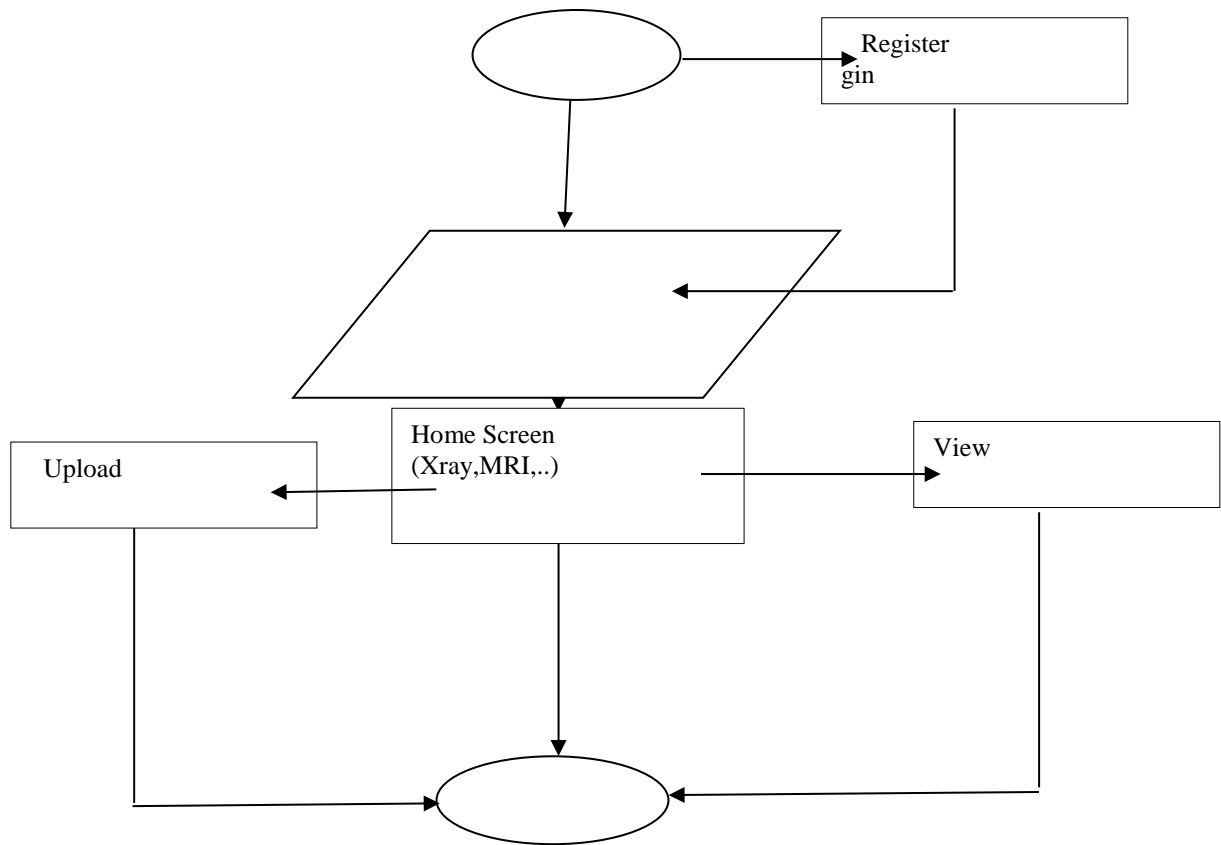 Register
gin
Home Screen
(Xray,MRI,..)
Upload
View